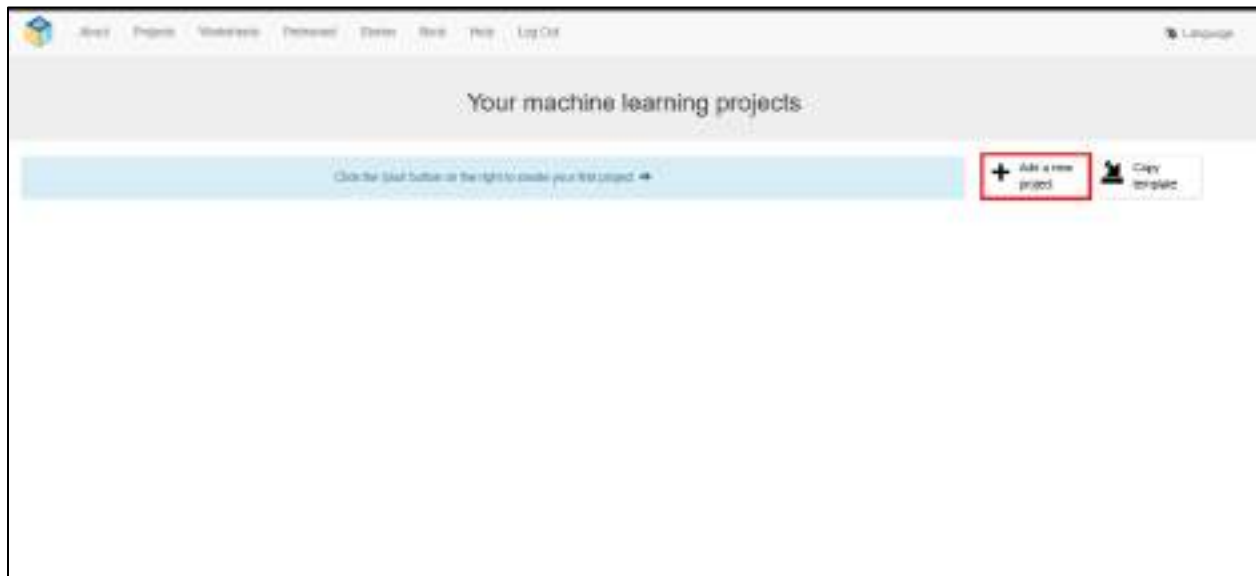 About Projects Worksheets Pretrained Stories Book Help Log Out Language
Your machine learning projects
Click the 'plus' button on the right to create your first project.
Add a new
project
Copy
template